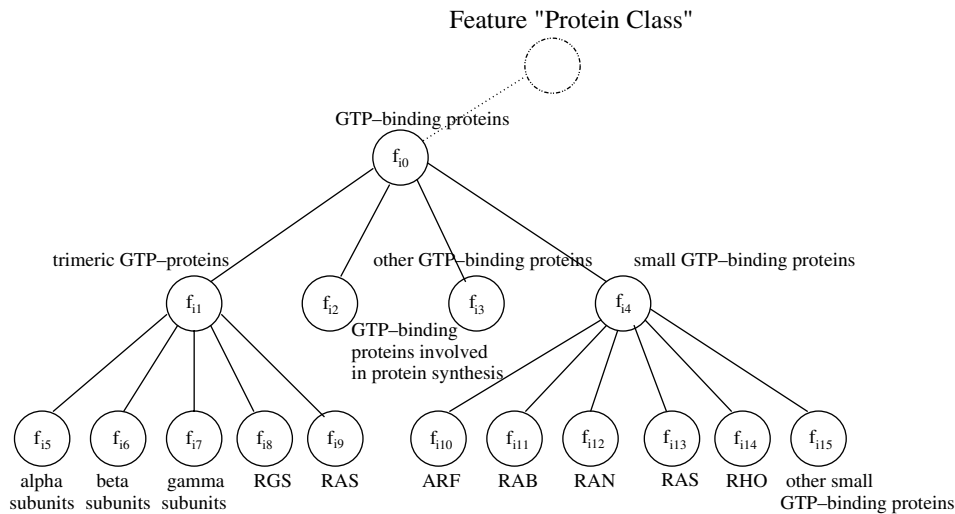 Feature "Protein Class"
GTP–binding proteins
f_i0
trimeric GTP–proteins
other GTP–binding proteins
small GTP–binding proteins
f_i1
f_i2
f_i3
f_i4
GTP–binding
proteins involved
in protein synthesis
f_i5
f_i6
f_i7
f_i8
f_i9
f_i10
f_i11
f_i12
f_i13
f_i14
f_i15
alpha
subunits
beta
subunits
gamma
subunits
RGS
RAS
ARF
RAB
RAN
RAS
RHO
other small
GTP–binding proteins